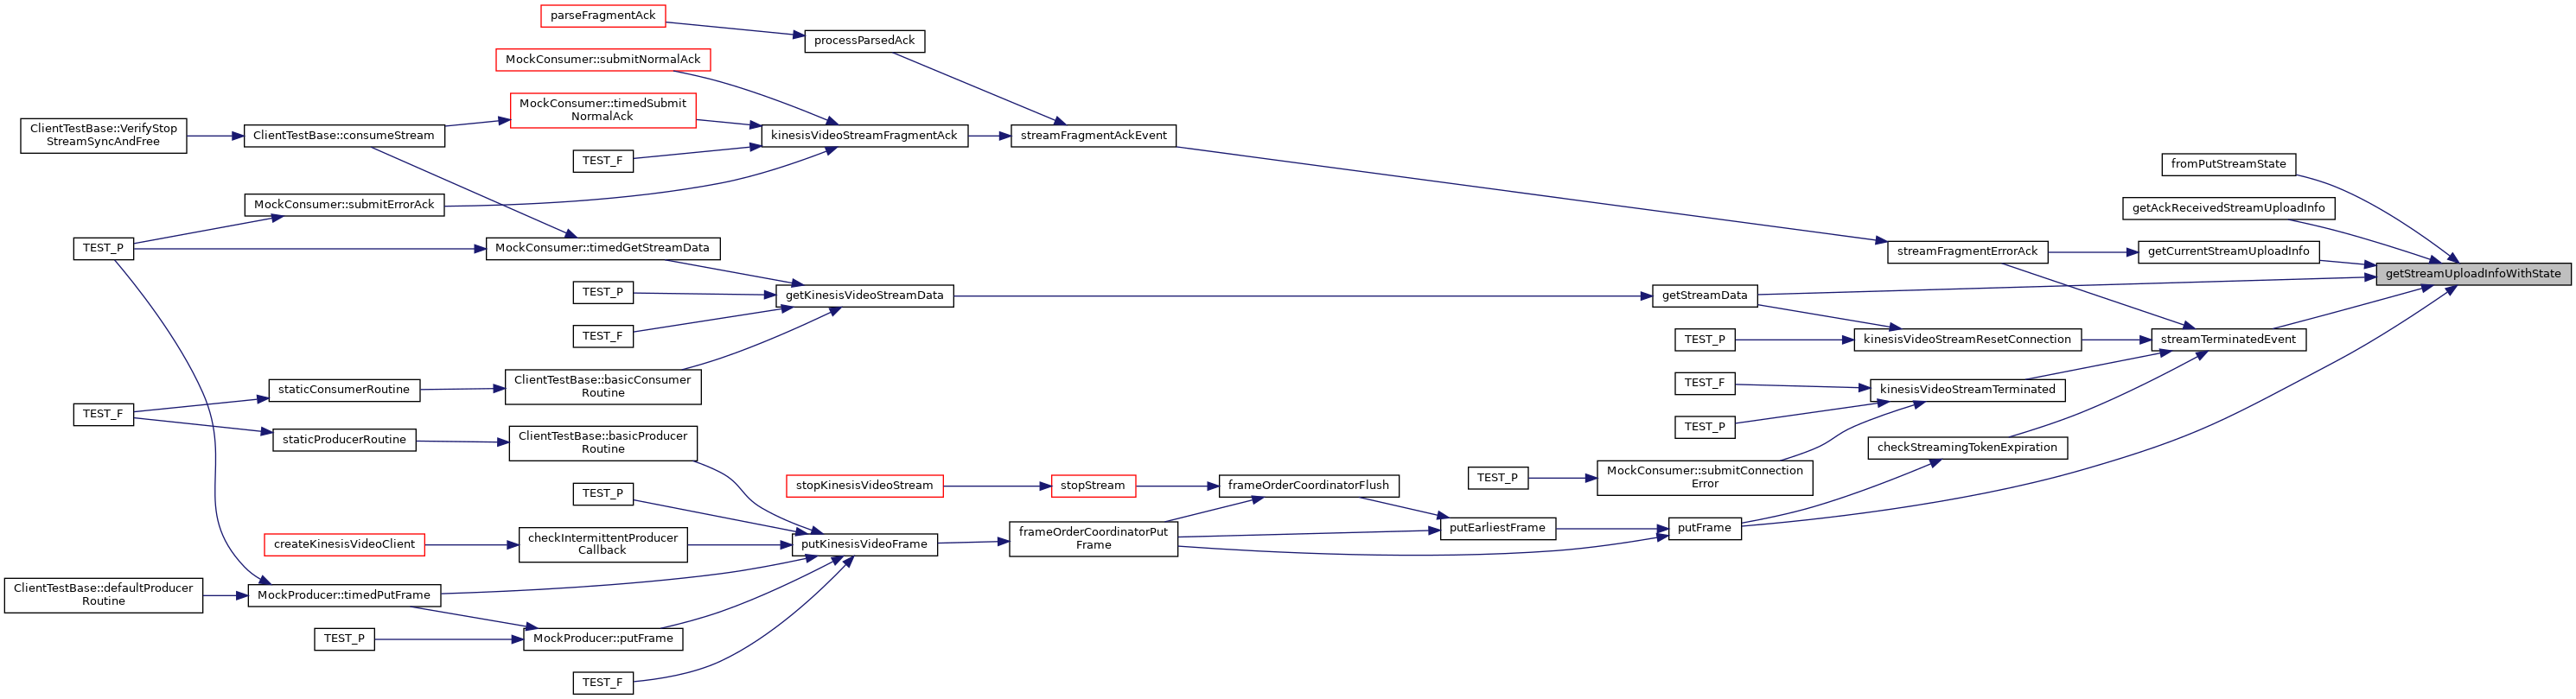 parseFragmentAck
processParsedAck
MockConsumer::submitNormalAck
MockConsumer::timedSubmit
NormalAck
ClientTestBase::VerifyStop
StreamSyncAndFree
ClientTestBase::consumeStream
kinesisVideoStreamFragmentAck
streamFragmentAckEvent
TEST_F
fromPutStreamState
MockConsumer::submitErrorAck
getAckReceivedStreamUploadInfo
TEST_P
MockConsumer::timedGetStreamData
streamFragmentErrorAck
getCurrentStreamUploadInfo
getStreamUploadInfoWithState
TEST_P
getKinesisVideoStreamData
getStreamData
TEST_F
TEST_P
kinesisVideoStreamResetConnection
streamTerminatedEvent
staticConsumerRoutine
ClientTestBase::basicConsumer
Routine
TEST_F
kinesisVideoStreamTerminated
TEST_F
TEST_P
staticProducerRoutine
ClientTestBase::basicProducer
Routine
checkStreamingTokenExpiration
TEST_P
MockConsumer::submitConnection
Error
stopKinesisVideoStream
stopStream
frameOrderCoordinatorFlush
TEST_P
createKinesisVideoClient
checkIntermittentProducer
Callback
putKinesisVideoFrame
frameOrderCoordinatorPut
Frame
putEarliestFrame
putFrame
ClientTestBase::defaultProducer
Routine
MockProducer::timedPutFrame
TEST_P
MockProducer::putFrame
TEST_F